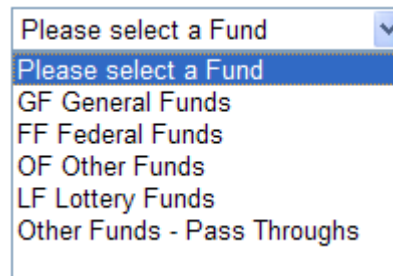 Please select a Fund
Please select a Fund
GF General Funds
FF Federal Funds
OF Other Funds
LF Lottery Funds
Other Funds - Pass Throughs